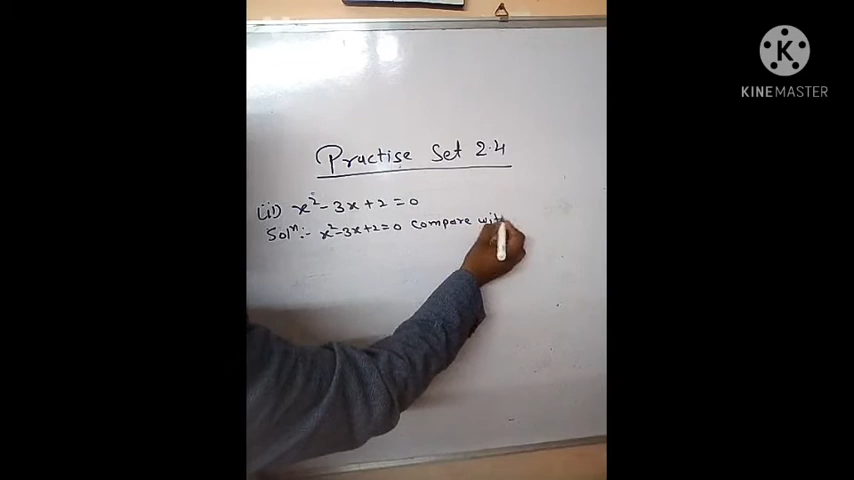 KINEMASTER
Practise Set 2.4
(ii) x² - 3x + 2 = 0
Solⁿ :- x² - 3x + 2 = 0 Compare with